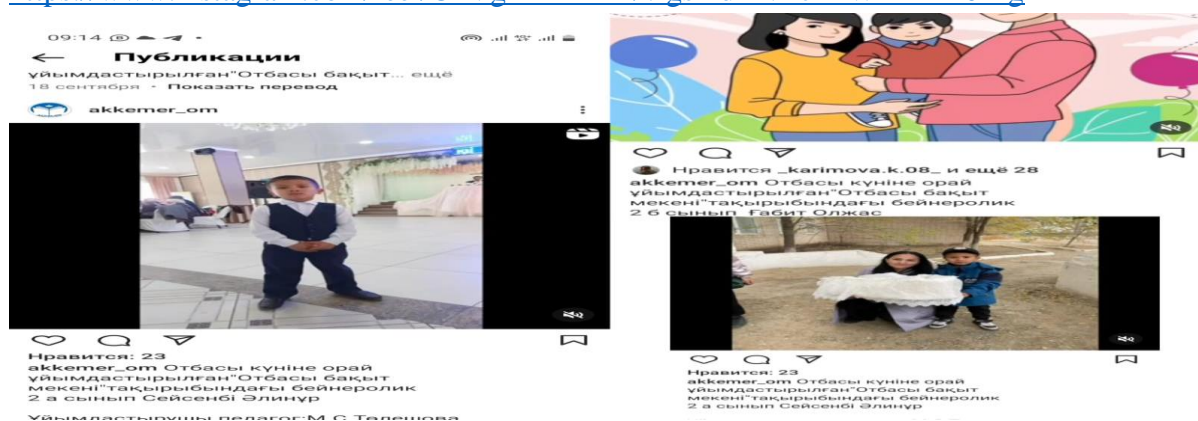 09:14
Публикации
ұйымдастырылған"Отбасы бақыт... ещё
18 сентября • Показать перевод
akkemer_om
Нравится: 23
akkemer_om Отбасы күніне орай
ұйымдастырылған"Отбасы бақыт
мекені"тақырыбындағы бейнеролик
2 а сынып Сейсенбі Әлинұр
Ұйымдастырушы педагог:М.С.Телешова
Нравится _karimova.k.08_ и ещё 28
akkemer_om Отбасы күніне орай
ұйымдастырылған"Отбасы бақыт
мекені"тақырыбындағы бейнеролик
2 б сынып Ғабит Олжас
Нравится: 23
akkemer_om Отбасы күніне орай
ұйымдастырылған"Отбасы бақыт
мекені"тақырыбындағы бейнеролик
2 а сынып Сейсенбі Әлинұр